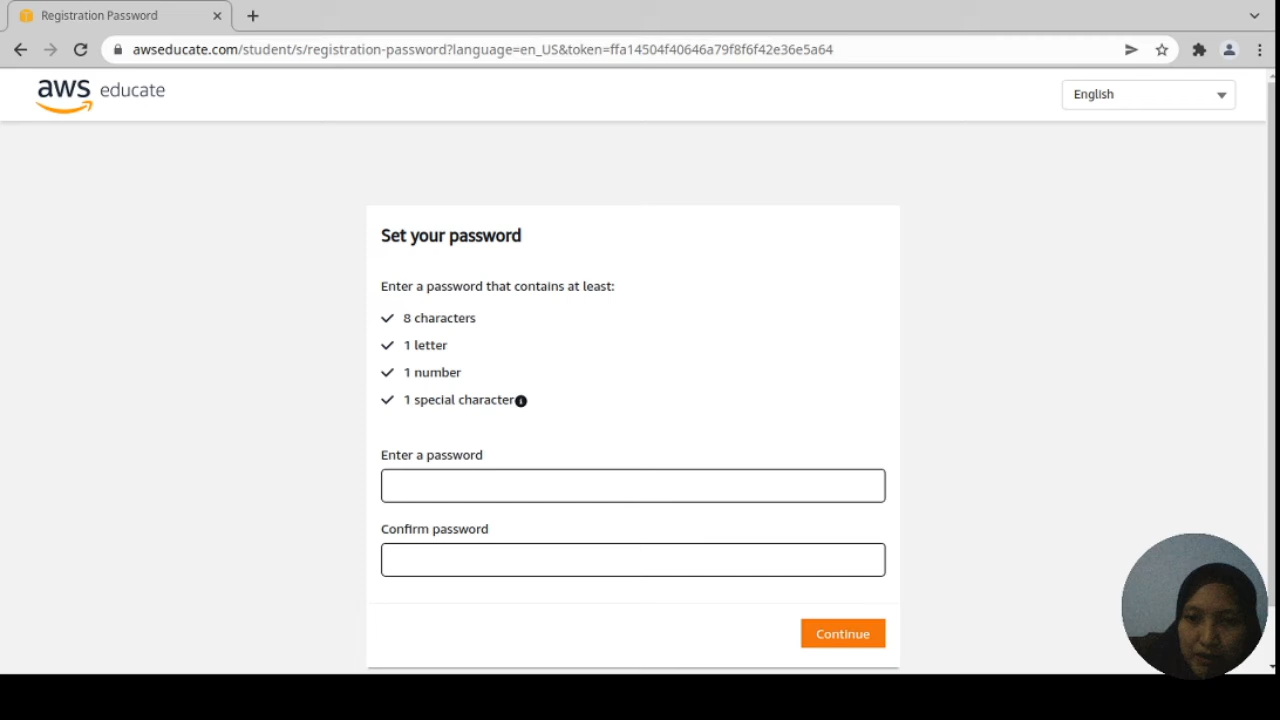 Registration Password
awseducate.com/student/s/registration-password?language=en_US&token=ffa14504f40646a79f8f6f42e36e5a64
aws educate
English
Set your password
Enter a password that contains at least:
8 characters
1 letter
1 number
1 special character
Enter a password
Confirm password
Continue